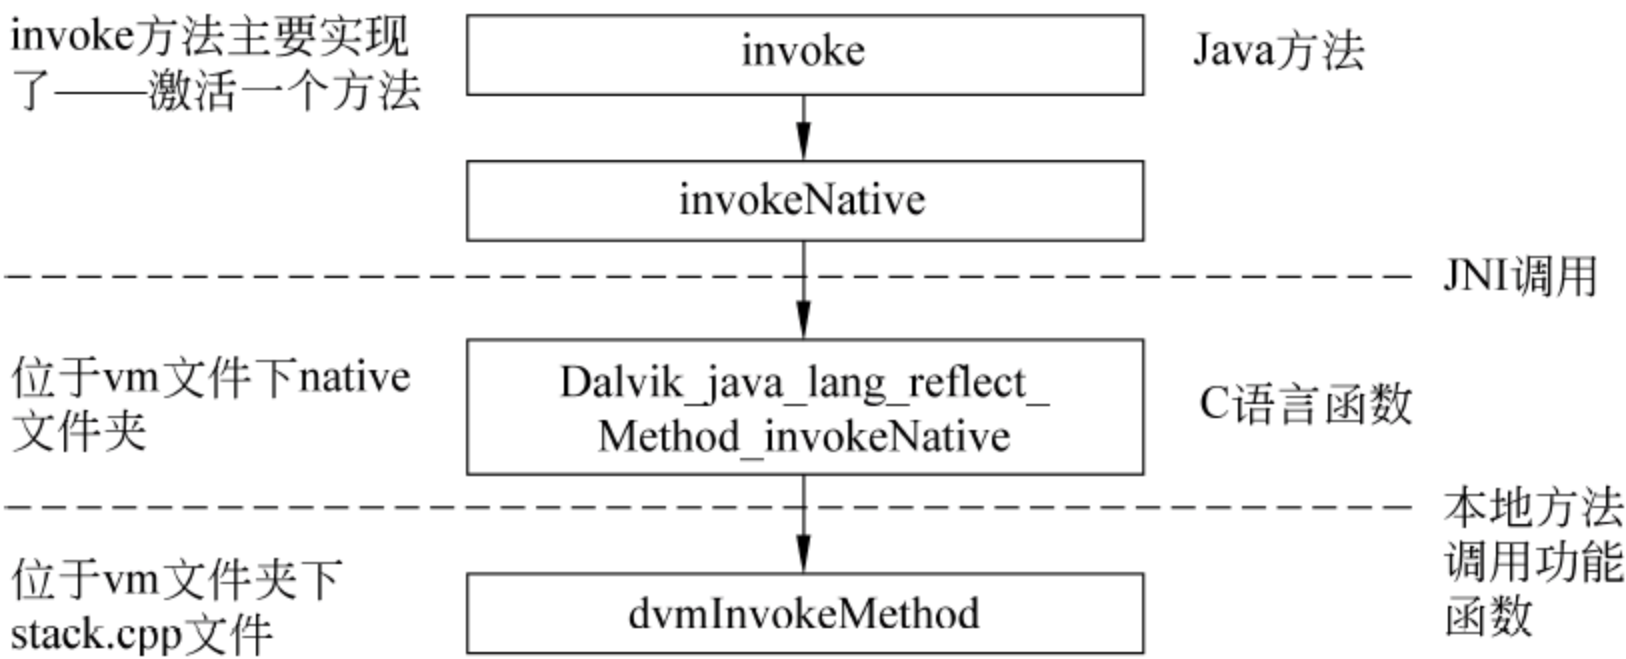 invoke方法主要实现
了——激活一个方法
invoke
Java方法
invokeNative
JNI调用
位于vm文件下native
文件夹
Dalvik_java_lang_reflect_
Method_invokeNative
C语言函数
本地方法
调用功能
函数
位于vm文件夹下
stack.cpp文件
dvmInvokeMethod